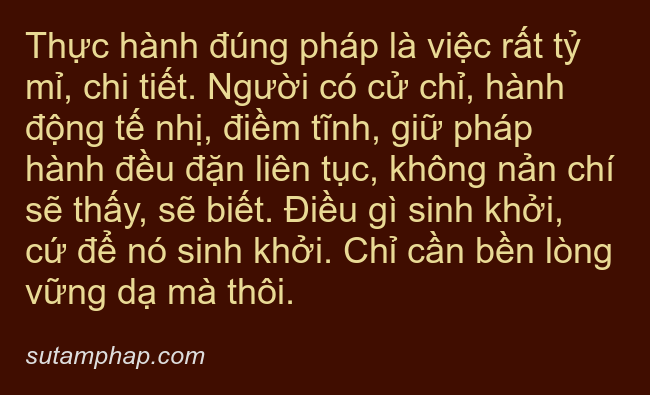 Thực hành đúng pháp là việc rất tỷ
mỉ, chi tiết. Người có cử chỉ, hành
động tế nhị, điềm tĩnh, giữ pháp
hành đều đặn liên tục, không nản chí
sẽ thấy, sẽ biết. Điều gì sinh khởi,
cứ để nó sinh khởi. Chỉ cần bền lòng
vững dạ mà thôi.
sutamphap.com